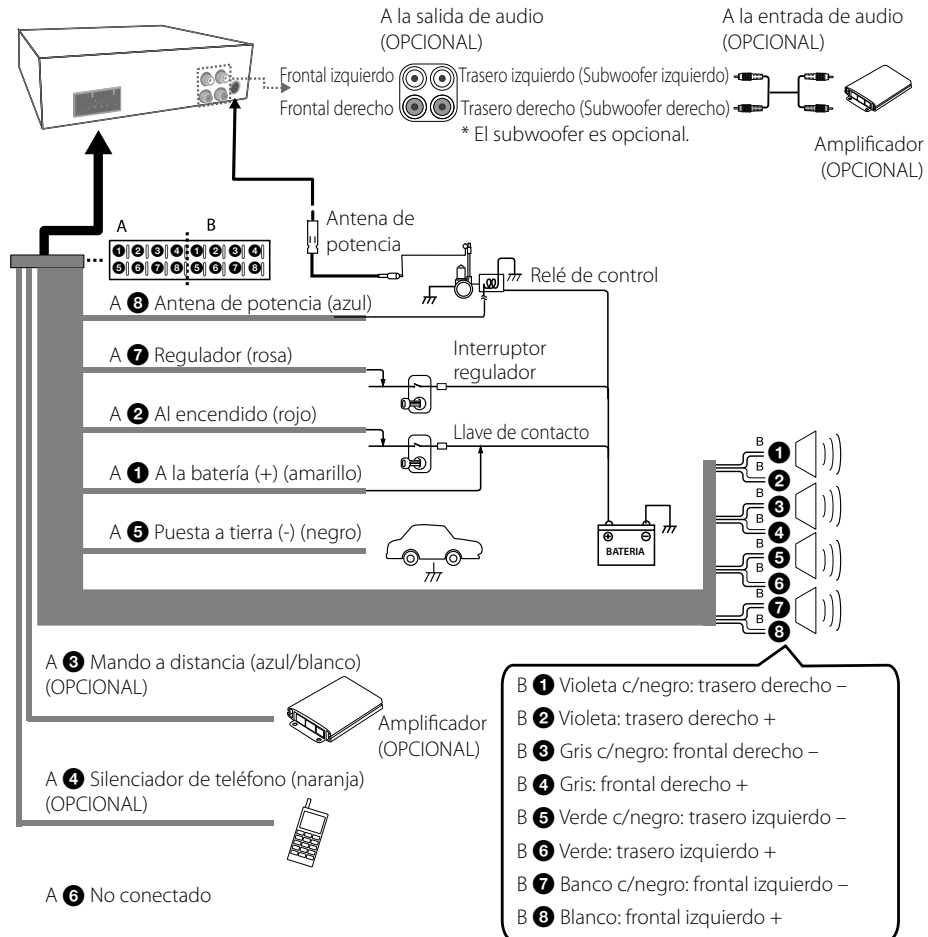 A la salida de audio
(OPCIONAL)
A la entrada de audio
(OPCIONAL)
Frontal izquierdo
Trasero izquierdo (Subwoofer izquierdo)
Frontal derecho
Trasero derecho (Subwoofer derecho)
* El subwoofer es opcional.
Amplificador
(OPCIONAL)
Antena de
potencia
A B
1 2 3 4 1 2 3 4
5 6 7 8 5 6 7 8
Relé de control
A 8 Antena de potencia (azul)
A 7 Regulador (rosa)
Interruptor
regulador
A 2 Al encendido (rojo)
Llave de contacto
A 1 A la batería (+) (amarillo)
A 5 Puesta a tierra (-) (negro)
+ -
BATERIA
B 1
B 2
B 3
B 4
B 5
B 6
B 7
B 8
A 3 Mando a distancia (azul/blanco)
(OPCIONAL)
Amplificador
(OPCIONAL)
A 4 Silenciador de teléfono (naranja)
(OPCIONAL)
A 6 No conectado
B 1 Violeta c/negro: trasero derecho –
B 2 Violeta: trasero derecho +
B 3 Gris c/negro: frontal derecho –
B 4 Gris: frontal derecho +
B 5 Verde c/negro: trasero izquierdo –
B 6 Verde: trasero izquierdo +
B 7 Banco c/negro: frontal izquierdo –
B 8 Blanco: frontal izquierdo +